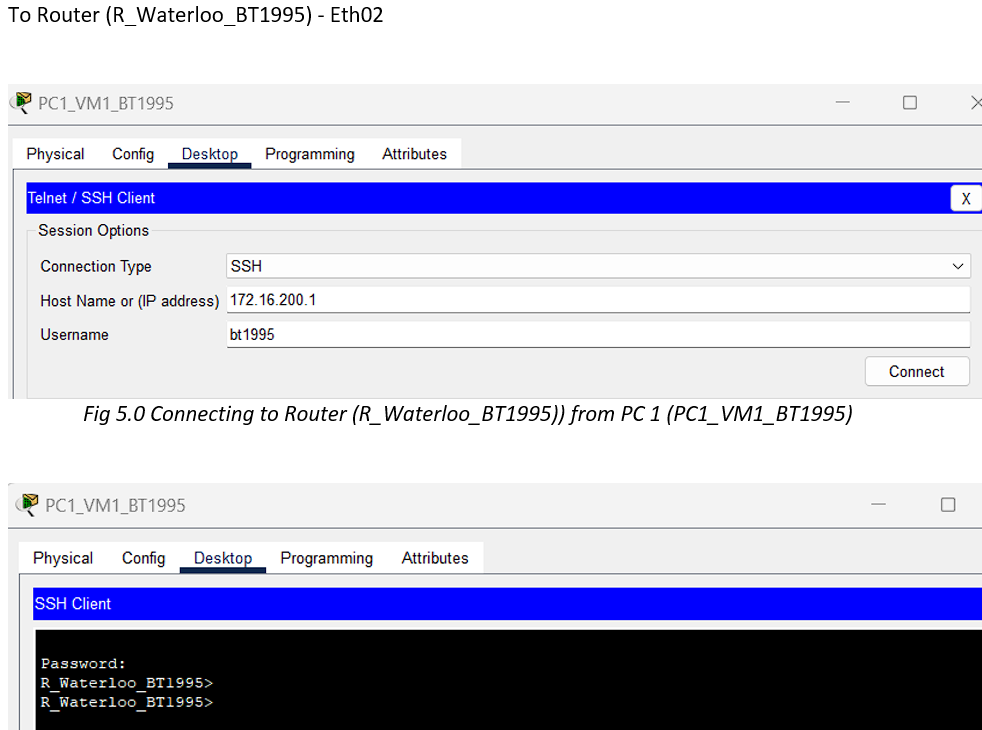 To Router (R_Waterloo_BT1995) - Eth02
PC1_VM1_BT1995
Physical Config Desktop Programming Attributes
Telnet / SSH Client X
Session Options
Connection Type SSH
Host Name or (IP address) 172.16.200.1
Username bt1995
Connect
Fig 5.0 Connecting to Router (R_Waterloo_BT1995)) from PC 1 (PC1_VM1_BT1995)
PC1_VM1_BT1995
Physical Config Desktop Programming Attributes
SSH Client
Password:
R_Waterloo_BT1995>
R_Waterloo_BT1995>